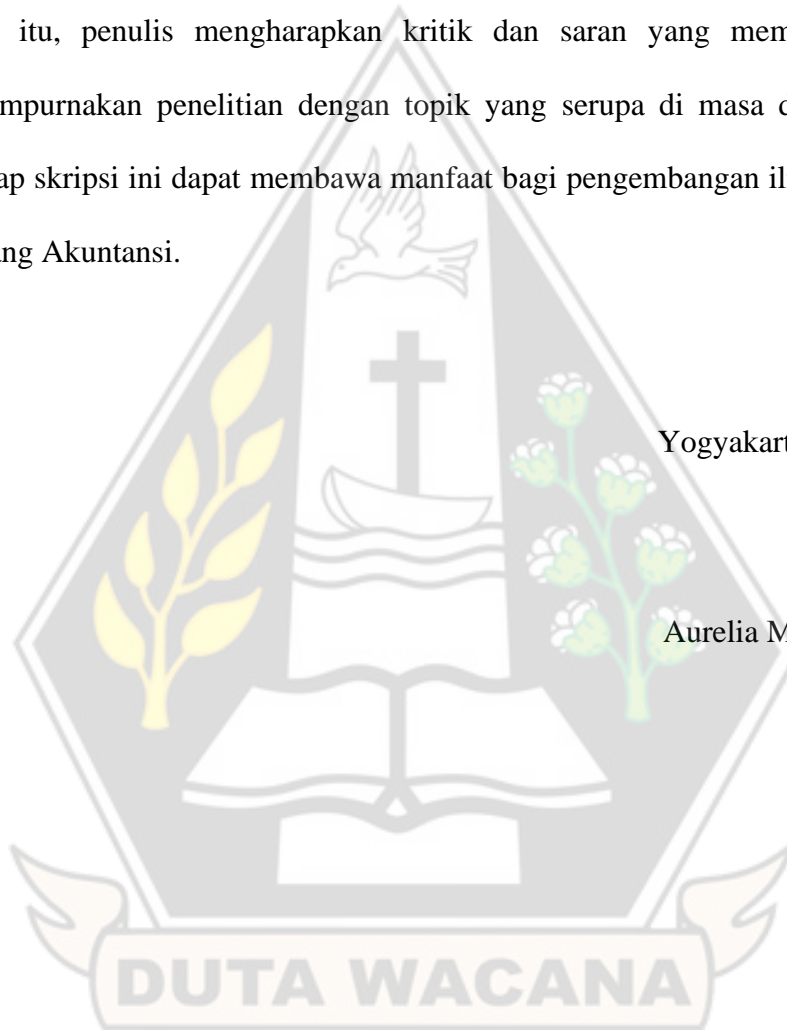 itu, penulis mengharapkan kritik dan saran yang mem
mpurnakan penelitian dengan topik yang serupa di masa d
ap skripsi ini dapat membawa manfaat bagi pengembangan il
ang Akuntansi.
Yogyakart
Aurelia M
DUTA WACANA